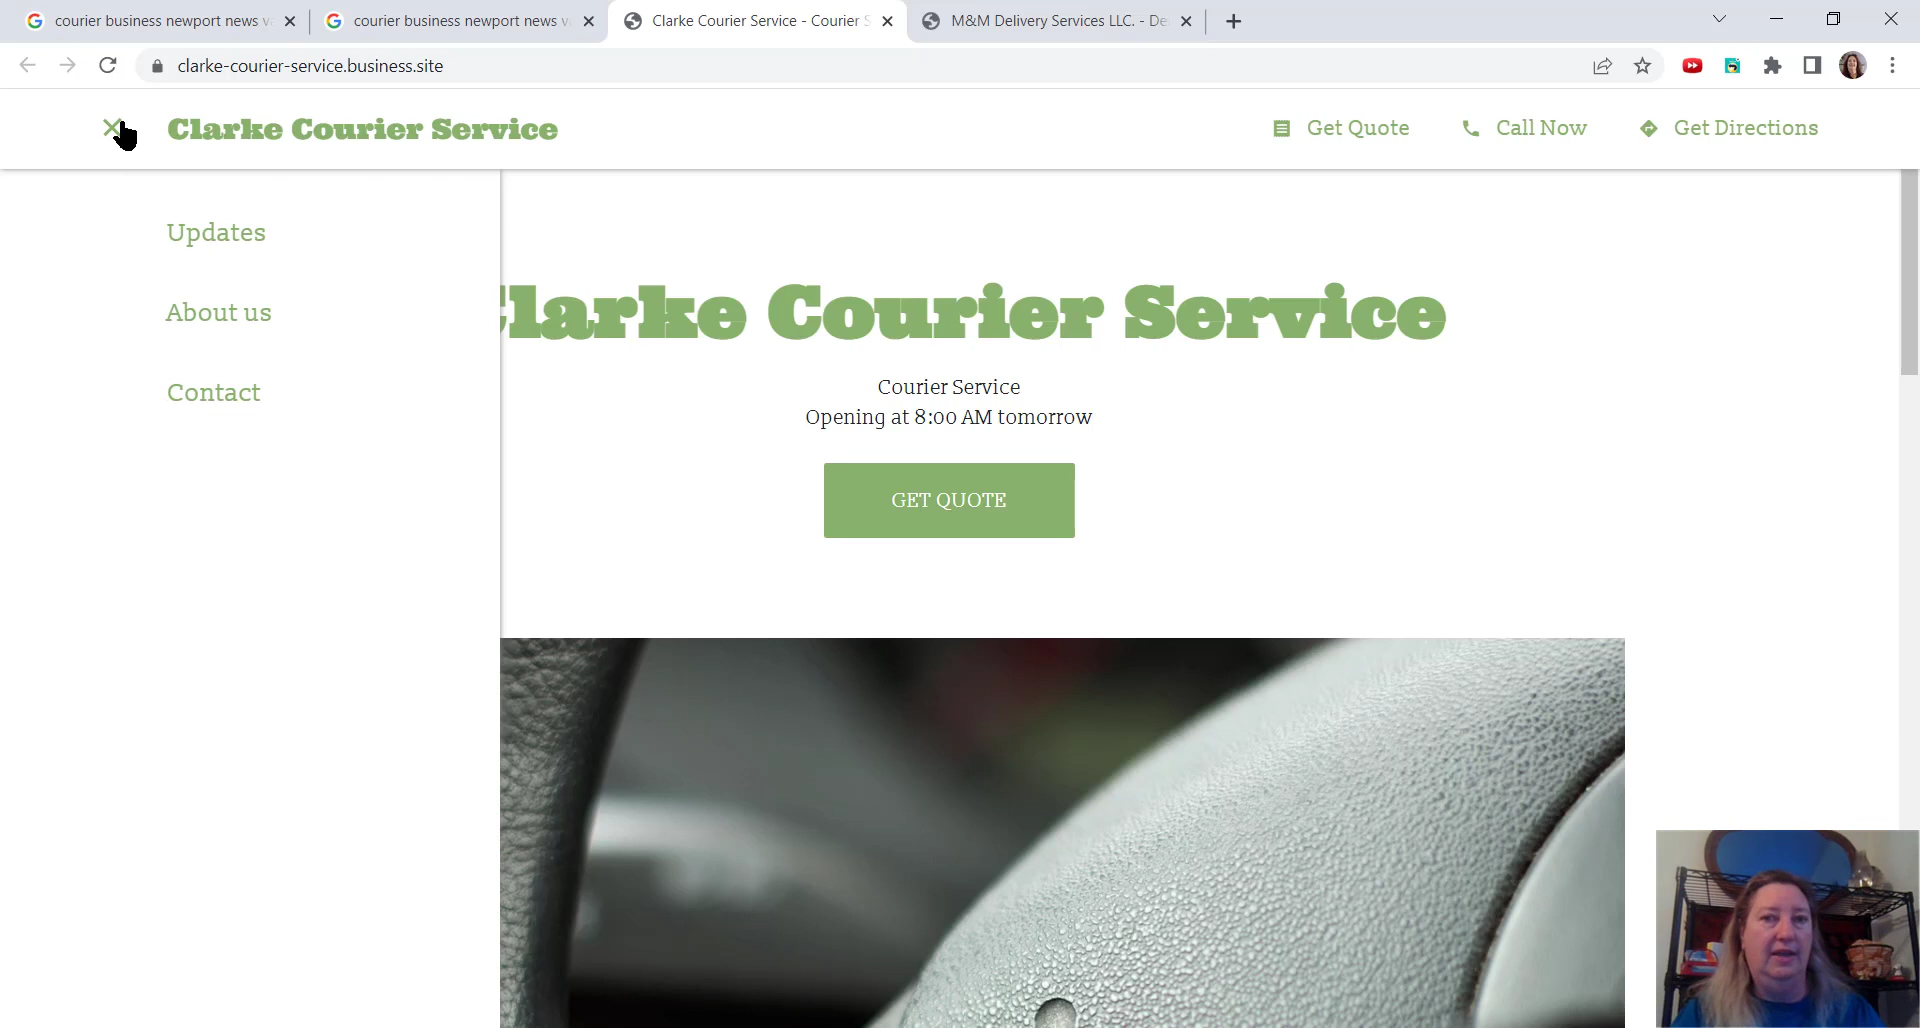 courier business newport news v
courier business newport news v
Clarke Courier Service - Courier S
M&M Delivery Services LLC. - De
clarke-courier-service.business.site
Clarke Courier Service
Get Quote
Call Now
Get Directions
Updates
About us
Contact
Clarke Courier Service
Courier Service
Opening at 8:00 AM tomorrow
GET QUOTE